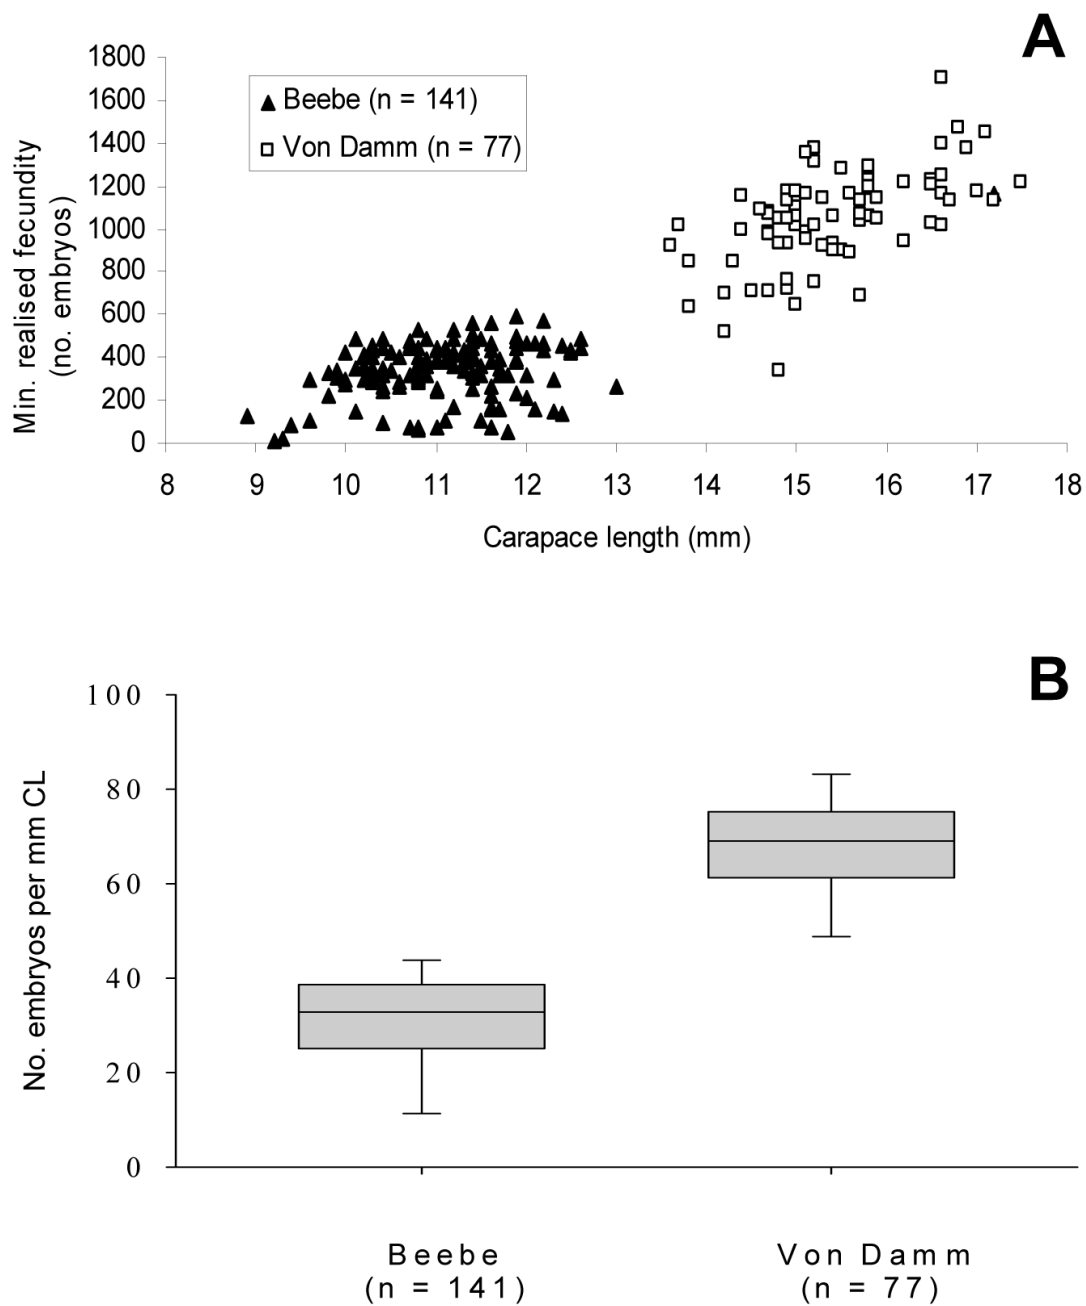 A
1800
1600
1400
1200
1000
800
600
400
200
0
Min. realised fecundity
(no. embryos)
Beebe (n = 141)
Von Damm (n = 77)
8 9 10 11 12 13 14 15 16 17 18
Carapace length (mm)
B
100
80
60
40
20
0
No. embryos per mm CL
Beebe
(n = 141)
Von Damm
(n = 77)